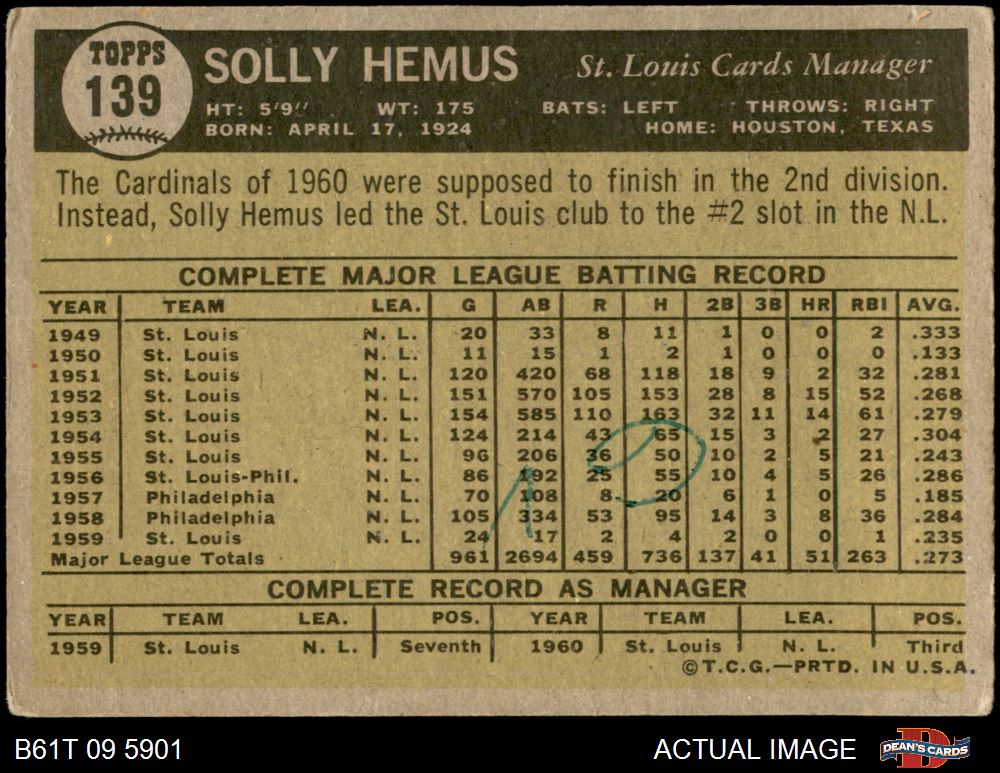 TOPPS
139
SOLLY HEMUS St. Louis Cards Manager
HT: 5'9" WT: 175 BATS: LEFT THROWS: RIGHT
BORN: APRIL 17, 1924 HOME: HOUSTON, TEXAS
The Cardinals of 1960 were supposed to finish in the 2nd division.
Instead, Solly Hemus led the St. Louis club to the #2 slot in the N.L.
COMPLETE MAJOR LEAGUE BATTING RECORD
YEAR TEAM LEA. G AB R H 2B 3B HR RBI AVG.
1949 St. Louis N. L. 20 33 8 11 1 0 0 2 .333
1950 St. Louis N. L. 11 15 1 2 1 0 0 0 .133
1951 St. Louis N. L. 120 420 68 118 18 9 2 32 .281
1952 St. Louis N. L. 151 570 105 153 28 8 15 52 .268
1953 St. Louis N. L. 154 585 110 163 32 11 14 61 .279
1954 St. Louis N. L. 124 214 43 65 15 3 2 27 .304
1955 St. Louis N. L. 96 206 36 50 10 2 5 21 .243
1956 St. Louis-Phil. N. L. 86 192 25 55 10 4 5 26 .286
1957 Philadelphia N. L. 70 108 8 20 6 1 0 5 .185
1958 Philadelphia N. L. 105 334 53 95 14 3 8 36 .284
1959 St. Louis N. L. 24 17 2 4 2 0 0 1 .235
Major League Totals 961 2694 459 736 137 41 51 263 .273
COMPLETE RECORD AS MANAGER
YEAR TEAM LEA. POS. YEAR TEAM LEA. POS.
1959 St. Louis N. L. Seventh 1960 St. Louis N. L. Third
©T.C.G.—PRTD. IN U.S.A.
B61T 09 5901 ACTUAL IMAGE DEAN'S CARDS